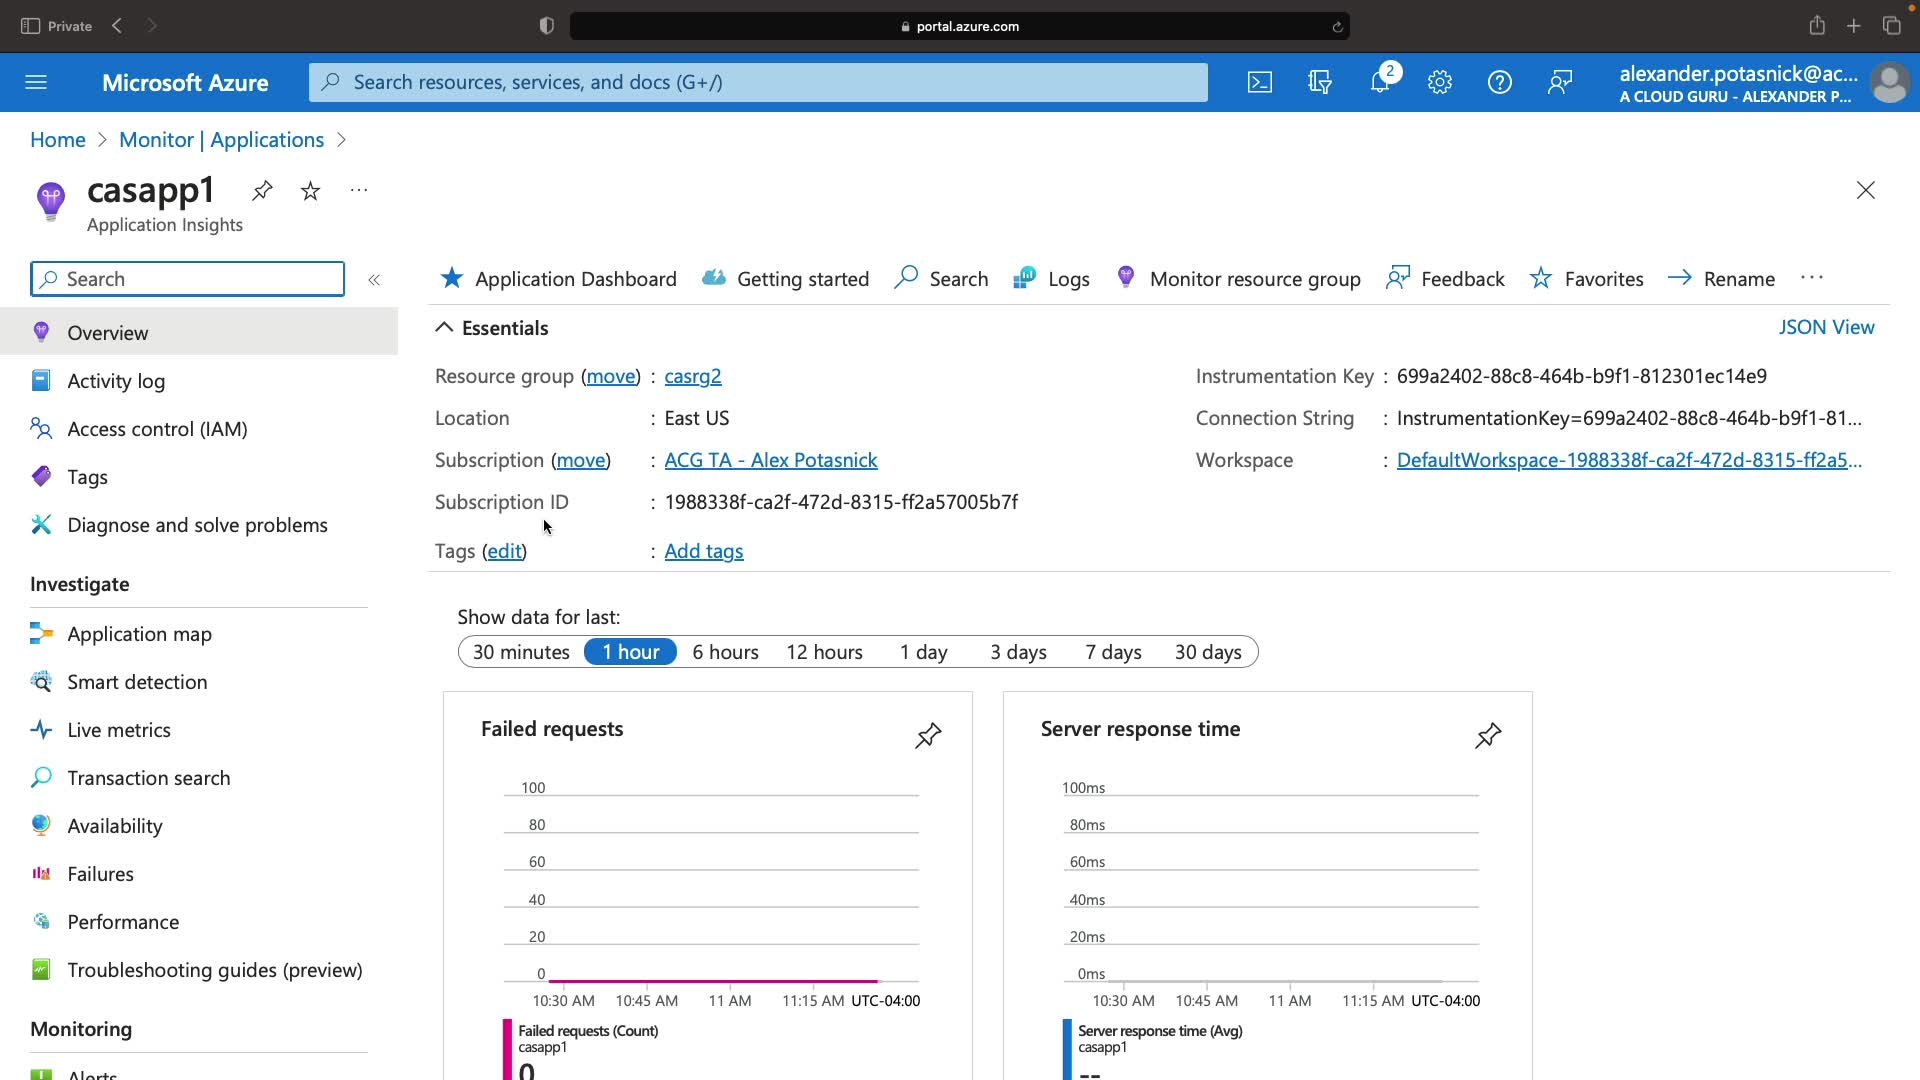 Private
portal.azure.com
Microsoft Azure
Search resources, services, and docs (G+/)
2
alexander.potasnick@ac...
A CLOUD GURU - ALEXANDER P...
Home > Monitor | Applications >
casapp1
Application Insights
Search
«
Application Dashboard
Getting started
Search
Logs
Monitor resource group
Feedback
Favorites
Rename
...
Overview
Activity log
Access control (IAM)
Tags
Diagnose and solve problems
Investigate
Application map
Smart detection
Live metrics
Transaction search
Availability
Failures
Performance
Troubleshooting guides (preview)
Monitoring
Alerts
Essentials
JSON View
Resource group (move) : casrg2
Location : East US
Subscription (move) : ACG TA - Alex Potasnick
Subscription ID : 1988338f-ca2f-472d-8315-ff2a57005b7f
Tags (edit) : Add tags
Instrumentation Key : 699a2402-88c8-464b-b9f1-812301ec14e9
Connection String : InstrumentationKey=699a2402-88c8-464b-b9f1-81...
Workspace : DefaultWorkspace-1988338f-ca2f-472d-8315-ff2a5...
Show data for last:
30 minutes 1 hour 6 hours 12 hours 1 day 3 days 7 days 30 days
Failed requests
100
80
60
40
20
0
10:30 AM 10:45 AM 11 AM 11:15 AM UTC-04:00
Failed requests (Count)
casapp1
0
Server response time
100ms
80ms
60ms
40ms
20ms
0ms
10:30 AM 10:45 AM 11 AM 11:15 AM UTC-04:00
Server response time (Avg)
casapp1
--